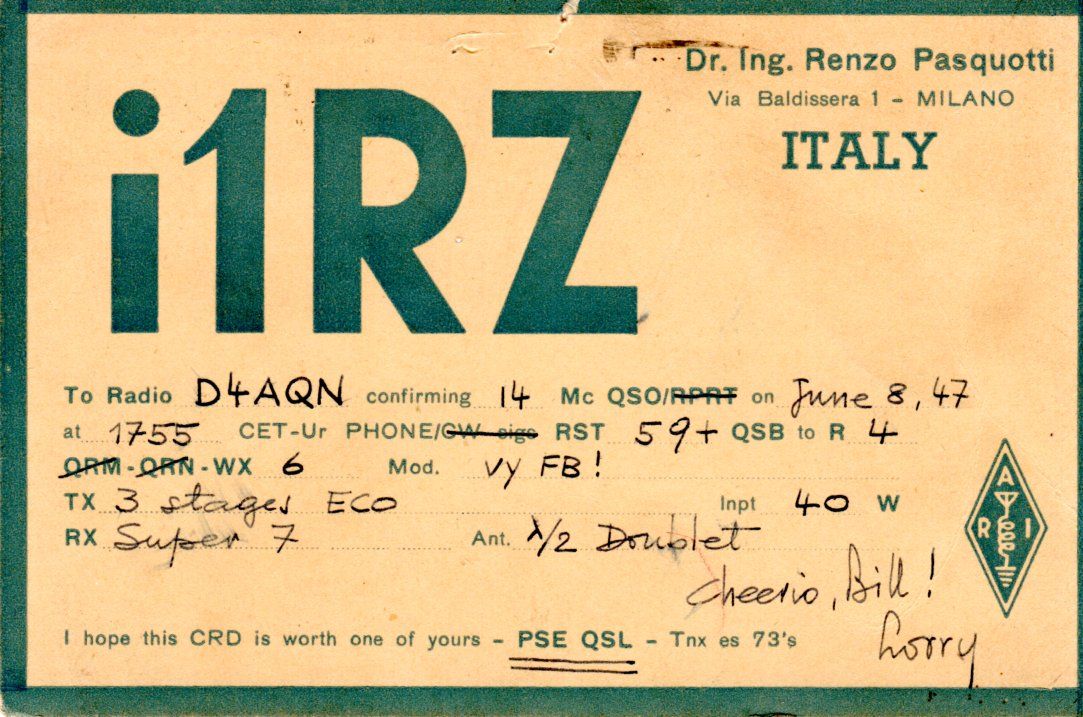 Dr. Ing. Renzo Pasquotti
Via Baldissera 1 - MILANO
ITALY
i1RZ
To Radio D4AQN confirming 14 Mc QSO/RPRT on June 8, 47
at 1755 CET-Ur PHONE/CW sigs RST 59+ QSB to R 4
QRM-QRN-WX 6 Mod. vy FB!
TX 3 stages ECO Inpt 40 W
RX Super 7 Ant. λ/2 Doublet
A
R I
Cheerio, Bill!
I hope this CRD is worth one of yours - PSE QSL - Tnx es 73's